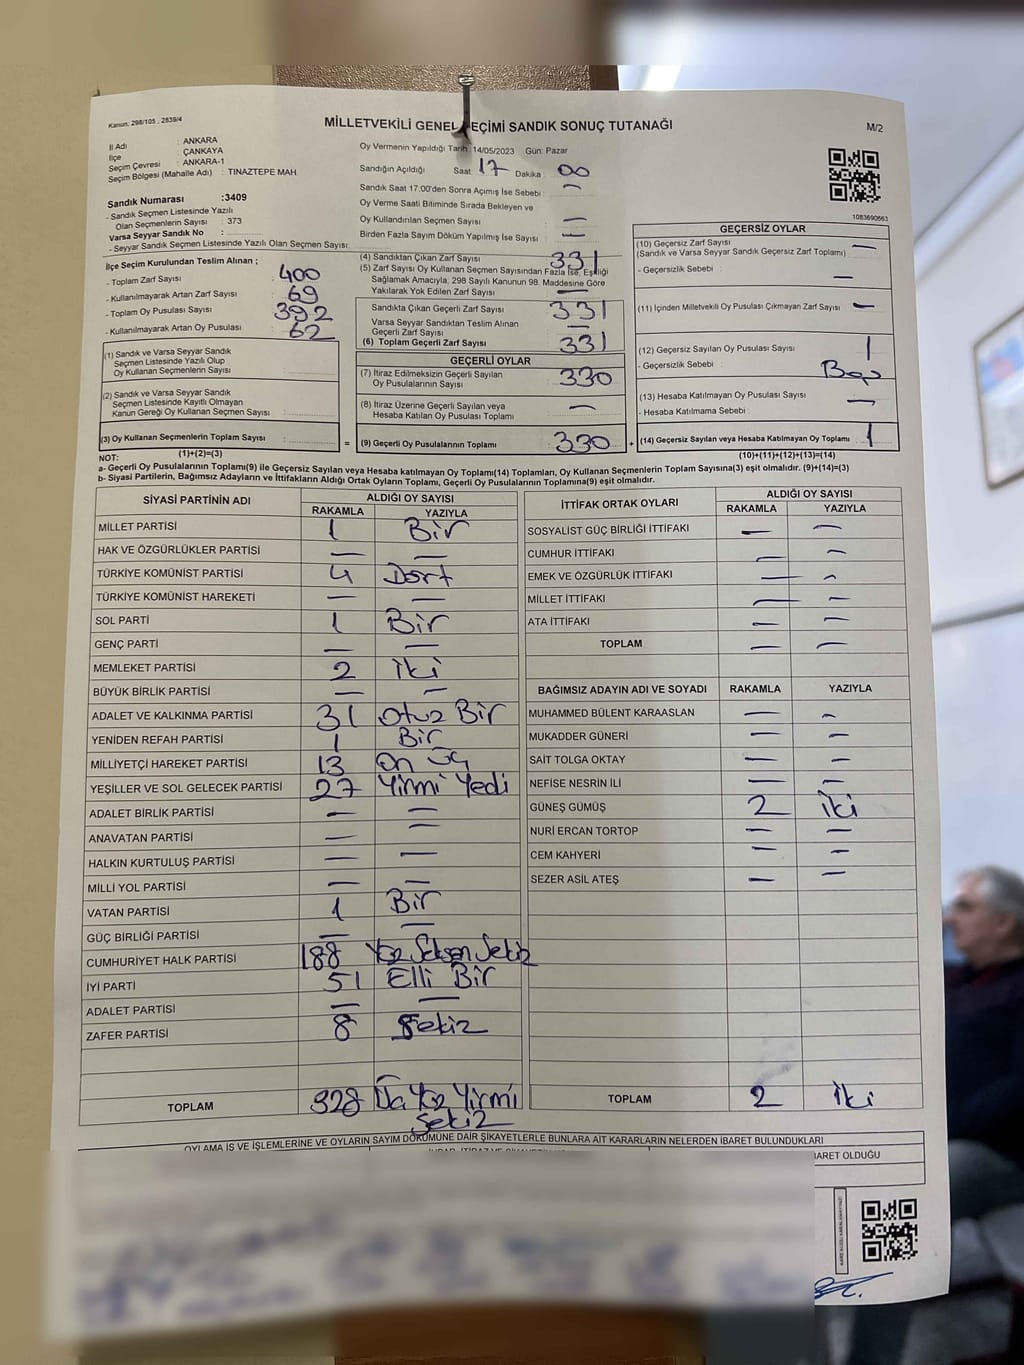 Kanun; 298/105 , 2839/4
MİLLETVEKİLİ GENEL SEÇİMİ SANDIK SONUÇ TUTANAĞI
M/2
İl Adı : ANKARA
İlçe : ÇANKAYA
Seçim Çevresi : ANKARA-1
Seçim Bölgesi (Mahalle Adı) : TINAZTEPE MAH
Sandık Numarası :3409
- Sandık Seçmen Listesinde Yazılı
Olan Seçmenlerin Sayısı : 373
Varsa Seyyar Sandık No :
- Seyyar Sandık Seçmen Listesinde Yazılı Olan Seçmen Sayısı:
Oy Vermenin Yapıldığı Tarih : 14/05/2023 Gün: Pazar
Sandığın Açıldığı Saat: 17 Dakika : 00
Sandık Saat 17:00'den Sonra Açımış İse Sebebi : —
Oy Verme Saati Bitiminde Sırada Bekleyen ve
Oy Kullandırılan Seçmen Sayısı : —
Birden Fazla Sayım Döküm Yapılmış İse Sayısı : —
1083690663
İlçe Seçim Kurulundan Teslim Alınan ;
- Toplam Zarf Sayısı : 400
- Kullanılmayarak Artan Zarf Sayısı : 69
- Toplam Oy Pusulası Sayısı : 392
- Kullanılmayarak Artan Oy Pusulası : 62
(1) Sandık ve Varsa Seyyar Sandık
Seçmen Listesinde Yazılı Olup
Oy Kullanan Seçmenlerin Sayısı :
(2) Sandık ve Varsa Seyyar Sandık
Seçmen Listesinde Kayıtlı Olmayan
Kanun Gereği Oy Kullanan Seçmen Sayısı :
(3) Oy Kullanan Seçmenlerin Toplam Sayısı :
(1)+(2)=(3)
(4) Sandıktan Çıkan Zarf Sayısı : 331
(5) Zarf Sayısı Oy Kullanan Seçmen Sayısından Fazla İse, Eşitliği
Sağlamak Amacıyla, 298 Sayılı Kanunun 98. Maddesine Göre
Yakılarak Yok Edilen Zarf Sayısı : —
Sandıkta Çıkan Geçerli Zarf Sayısı : 331
Varsa Seyyar Sandıktan Teslim Alınan
Geçerli Zarf Sayısı : —
(6) Toplam Geçerli Zarf Sayısı : 331
GEÇERLİ OYLAR
(7) İtiraz Edilmeksizin Geçerli Sayılan
Oy Pusulalarının Sayısı : 330
(8) İtiraz Üzerine Geçerli Sayılan veya
Hesaba Katılan Oy Pusulası Toplamı : —
= (9) Geçerli Oy Pusulalarının Toplamı : 330 +
GEÇERSİZ OYLAR
(10) Geçersiz Zarf Sayısı : —
(Sandık ve Varsa Seyyar Sandık Geçersiz Zarf Toplamı)
- Geçersizlik Sebebi : —
(11) İçinden Milletvekili Oy Pusulası Çıkmayan Zarf Sayısı : —
(12) Geçersiz Sayılan Oy Pusulası Sayısı : 1
- Geçersizlik Sebebi :
(13) Hesaba Katılmayan Oy Pusulası Sayısı : —
- Hesaba Katılmama Sebebi :
(14) Geçersiz Sayılan veya Hesaba Katılmayan Oy Toplamı : 1
(10)+(11)+(12)+(13)=(14)
NOT:
a- Geçerli Oy Pusulalarının Toplamı(9) ile Geçersiz Sayılan veya Hesaba katılmayan Oy Toplamı(14) Toplamları, Oy Kullanan Seçmenlerin Toplam Sayısına(3) eşit olmalıdır. (9)+(14)=(3)
b- Siyasi Partilerin, Bağımsız Adayların ve İttifakların Aldığı Ortak Oyların Toplamı, Geçerli Oy Pusulalarının Toplamına(9) eşit olmalıdır.
SİYASİ PARTİNİN ADI ALDIĞI OY SAYISI
RAKAMLA YAZIYLA
MİLLET PARTİSİ 1 Bir
HAK VE ÖZGÜRLÜKLER PARTİSİ — —
TÜRKİYE KOMÜNİST PARTİSİ 4 Dört
TÜRKİYE KOMÜNİST HAREKETİ — —
SOL PARTİ 1 Bir
GENÇ PARTİ — —
MEMLEKET PARTİSİ 2 iki
BÜYÜK BİRLİK PARTİSİ — —
ADALET VE KALKINMA PARTİSİ 31 Otuz Bir
YENİDEN REFAH PARTİSİ 1 Bir
MİLLİYETÇİ HAREKET PARTİSİ 13 On üç
YEŞİLLER VE SOL GELECEK PARTİSİ 27 Yirmi Yedi
ADALET BİRLİK PARTİSİ — —
ANAVATAN PARTİSİ — —
HALKIN KURTULUŞ PARTİSİ — —
MİLLİ YOL PARTİSİ — —
VATAN PARTİSİ 1 Bir
GÜÇ BİRLİĞİ PARTİSİ — —
CUMHURİYET HALK PARTİSİ 188 Yüz Seksen Sekiz
İYİ PARTİ 51 Elli Bir
ADALET PARTİSİ — —
ZAFER PARTİSİ 8 Sekiz
TOPLAM 328 Üç Yüz Yirmi
Sekiz
İTTİFAK ORTAK OYLARI ALDIĞI OY SAYISI
RAKAMLA YAZIYLA
SOSYALİST GÜÇ BİRLİĞİ İTTİFAKI — —
CUMHUR İTTİFAKI — —
EMEK VE ÖZGÜRLÜK İTTİFAKI — —
MİLLET İTTİFAKI — —
ATA İTTİFAKI — —
TOPLAM — —
BAĞIMSIZ ADAYIN ADI VE SOYADI RAKAMLA YAZIYLA
MUHAMMED BÜLENT KARAASLAN — —
MUKADDER GÜNERİ — —
SAİT TOLGA OKTAY — —
NEFİSE NESRİN İLİ — —
GÜNEŞ GÜMÜŞ 2 iki
NURİ ERCAN TORTOP — —
CEM KAHYERİ — —
SEZER ASİL ATEŞ — —
TOPLAM 2 iki
OYLAMA İŞ VE İŞLEMLERİNE VE OYLARIN SAYIM DÖKÜMÜNE DAİR ŞİKAYETLERLE BUNLARA AİT KARARLARIN NELERDEN İBARET BULUNDUKLARI
BARET OLDUĞU